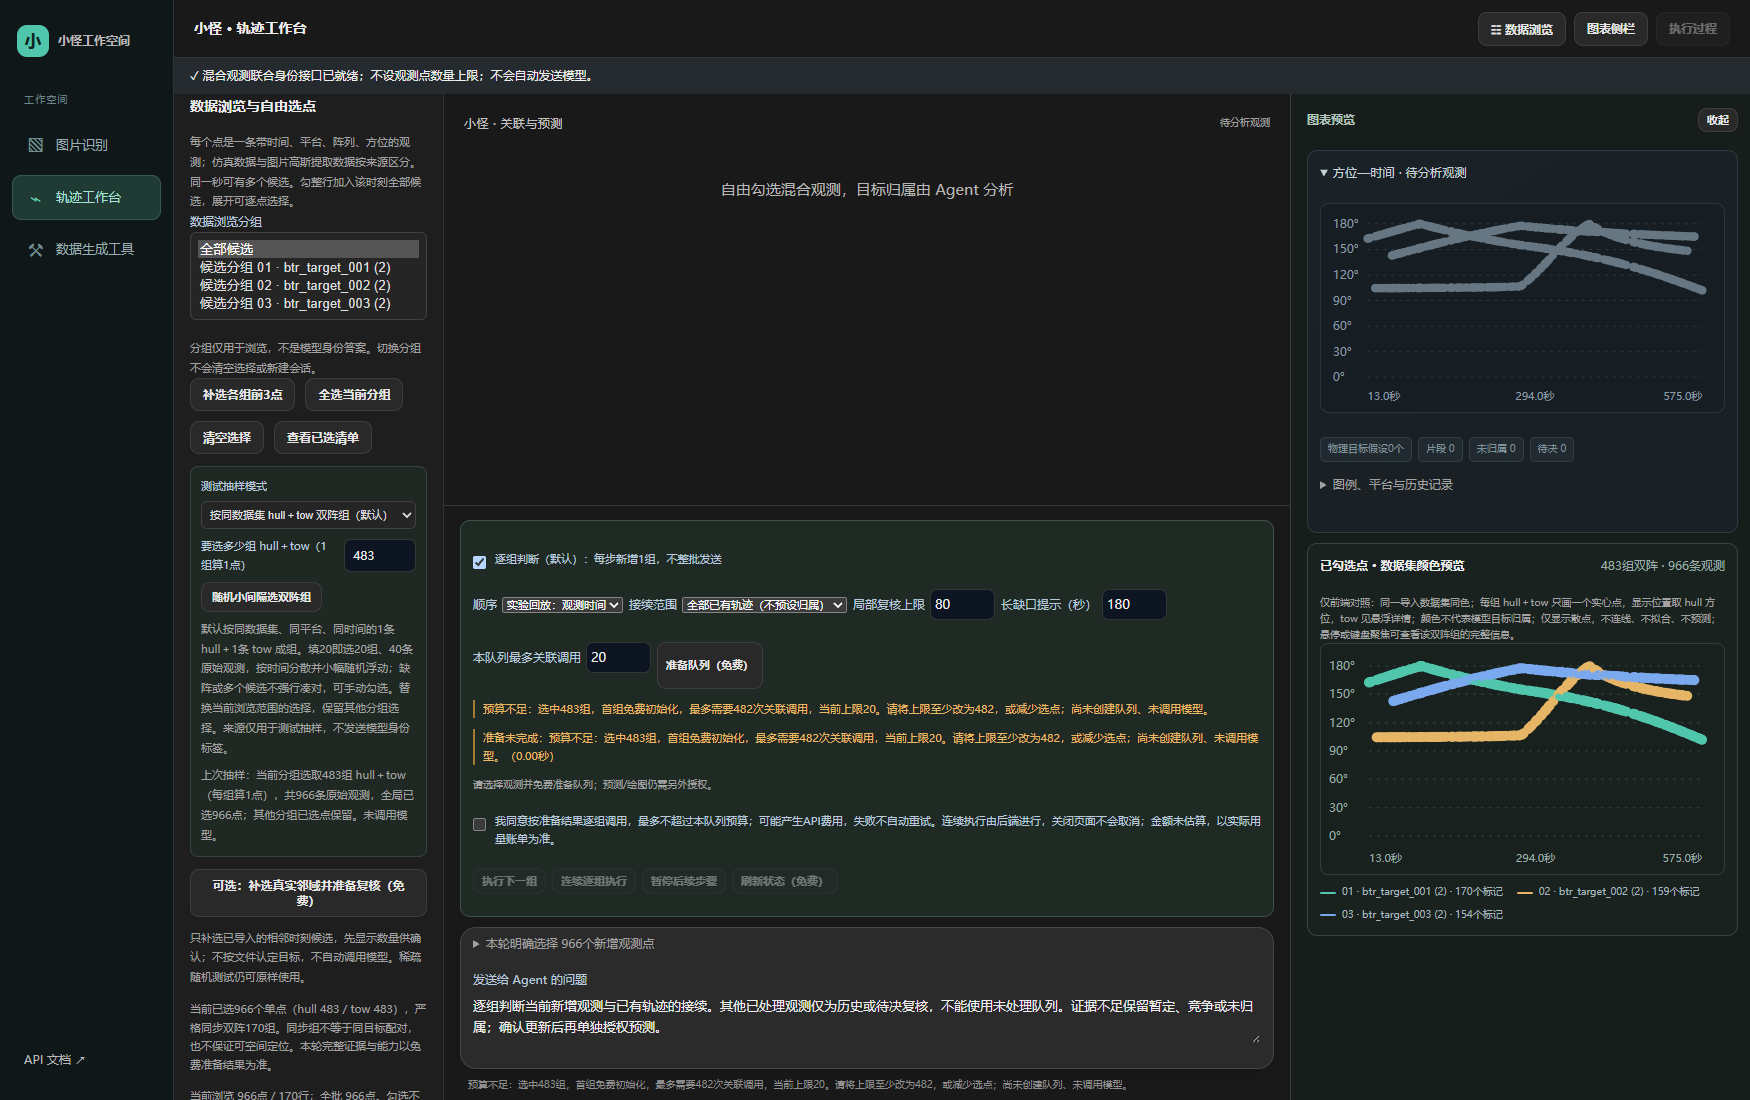 小
小怪工作空间
工作空间
图片识别
轨迹工作台
数据生成工具
API 文档 ↗
小怪 • 轨迹工作台
数据浏览
图表侧栏
执行过程
✓ 混合观测联合身份接口已就绪；不设观测点数量上限；不会自动发送模型。
数据浏览与自由选点
每个点是一条带时间、平台、阵列、方位的观
测；仿真数据与图片高斯提取数据按来源区分。
同一秒可有多个候选。勾整行加入该时刻全部候
选，展开可逐点选择。
数据浏览分组
全部候选
候选分组 01 · btr_target_001 (2)
候选分组 02 · btr_target_002 (2)
候选分组 03 · btr_target_003 (2)
分组仅用于浏览，不是模型身份答案。切换分组
不会清空选择或新建会话。
补选各组前3点
全选当前分组
清空选择
查看已选清单
测试抽样模式
按同数据集 hull + tow 双阵组（默认）
要选多少组 hull + tow（1
组算1点）
483
随机小间隔选双阵组
默认按同数据集、同平台、同时间的1条
hull + 1条 tow 成组。填20即选20组、40条
原始观测，按时间分散并小幅随机浮动；缺
阵或多个候选不强行凑对，可手动勾选。替
换当前浏览范围的选择，保留其他分组选
择。来源仅用于测试抽样，不发送模型身份
标签。
上次抽样：当前分组选取483组 hull + tow
（每组算1点），共966条原始观测，全局已
选966点；其他分组已选点保留。未调用模
型。
可选：补选真实邻域并准备复核（免
费）
只补选已导入的相邻时刻候选，先显示数量供确
认；不按文件认定目标，不自动调用模型。稀疏
随机测试仍可原样使用。
当前已选966个单点（hull 483 / tow 483），严
格同步双阵170组。同步组不等于同目标配对，
也不保证可空间定位。本轮完整证据与能力以免
费准备结果为准。
当前浏览 966点 / 170行；全批 966点。勾选不
小怪 · 关联与预测
待分析观测
自由勾选混合观测，目标归属由 Agent 分析
逐组判断（默认）：每步新增1组，不整批发送
顺序 实验回放：观测时间 接续范围 全部已有轨迹（不预设归属） 局部复核上限 80 长缺口提示（秒） 180
本队列最多关联调用 20 准备队列（免费）
预算不足：选中483组，首组免费初始化，最多需要482次关联调用，当前上限20。请将上限至少改为482，或减少选点；尚未创建队列、未调用模型。
准备未完成：预算不足：选中483组，首组免费初始化，最多需要482次关联调用，当前上限20。请将上限至少改为482，或减少选点；尚未创建队列、未调用模
型。（0.00秒）
请选择观测并免费准备队列；预测/绘图仍需另外授权。
我同意按准备结果逐组调用，最多不超过本队列预算；可能产生API费用，失败不自动重试。连续执行由后端进行，关闭页面不会取消；金额未估算，以实际用
量账单为准。
执行下一组
连续逐组执行
暂停后续步骤
刷新状态（免费）
本轮明确选择 966个新增观测点
发送给 Agent 的问题
逐组判断当前新增观测与已有轨迹的接续。其他已处理观测仅为历史或待决复核，不能使用未处理队列。证据不足保留暂定、竞争或未归
属；确认更新后再单独授权预测。
预算不足：选中483组，首组免费初始化，最多需要482次关联调用，当前上限20。请将上限至少改为482，或减少选点；尚未创建队列、未调用模型。
图表预览
收起
方位—时间 · 待分析观测
180°
150°
120°
90°
60°
30°
0°
13.0秒
294.0秒
575.0秒
物理目标假设0个
片段 0
未归属 0
待决 0
图例、平台与历史记录
已勾选点 • 数据集颜色预览
483组双阵 · 966条观测
仅前端对照：同一导入数据集同色；每组 hull + tow 只画一个实心点，显示位置取 hull 方
位，tow 见悬浮详情；颜色不代表模型目标归属；仅显示散点，不连线、不拟合、不预测；
悬停或键盘聚焦可查看该双阵组的完整信息。
180°
150°
120°
90°
60°
30°
0°
13.0秒
294.0秒
575.0秒
01 · btr_target_001 (2) · 170个标记
02 · btr_target_002 (2) · 159个标记
03 · btr_target_003 (2) · 154个标记